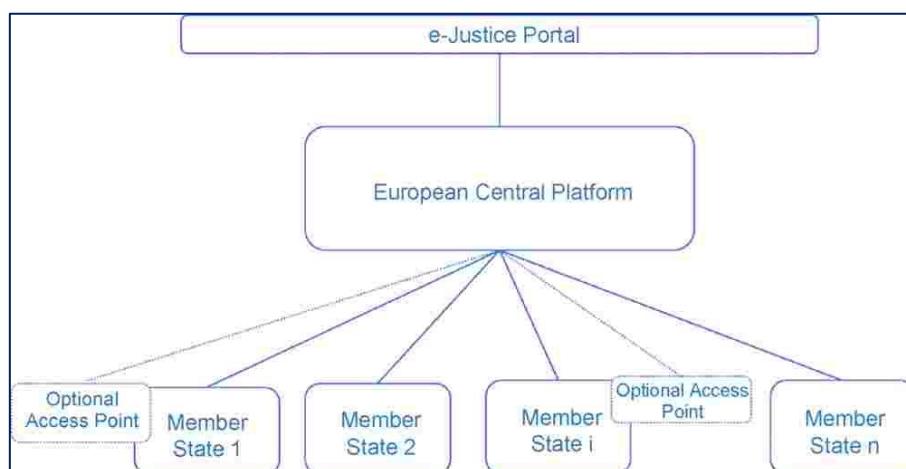 e-Justice Portal
European Central Platform
Optional
Access Point
Member
State 1
Member
State 2
Member
State i
Optional Access
Point
Member
State n